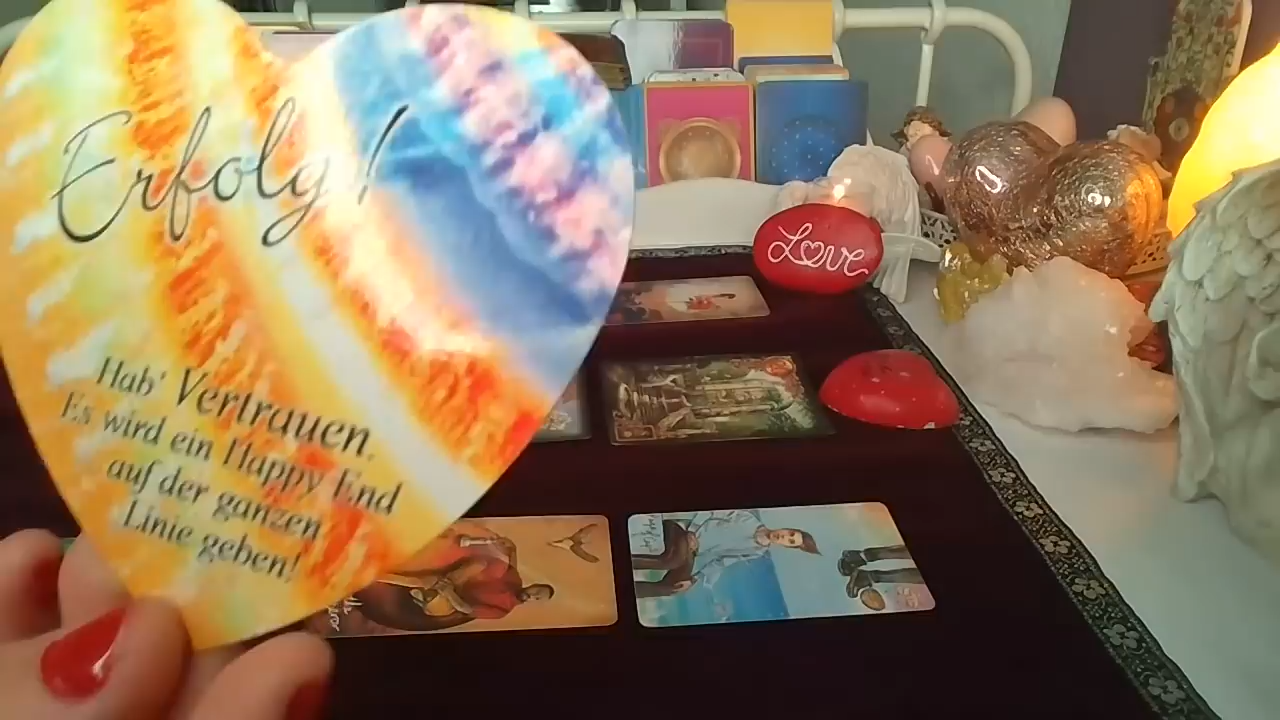 Erfolg!
Hab' Vertrauen.
Es wird ein Happy End
auf der ganzen
Linie geben!
Love